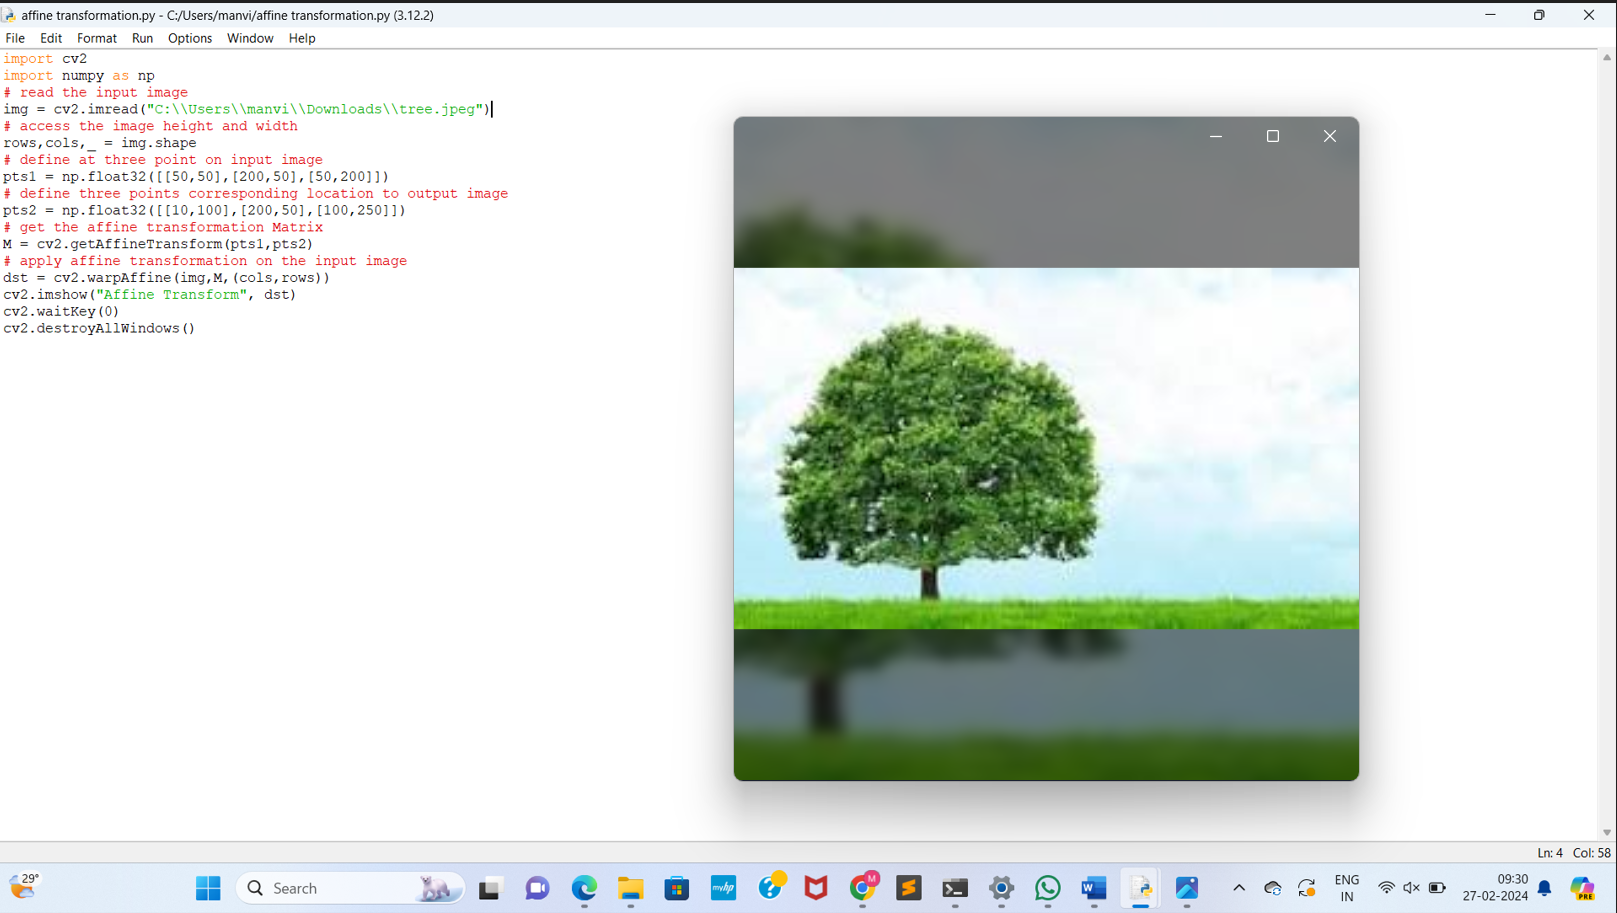 affine transformation.py - C:/Users/manvi/affine transformation.py (3.12.2)
File Edit Format Run Options Window Help
import cv2
import numpy as np
# read the input image
img = cv2.imread("C:\\Users\\manvi\\Downloads\\tree.jpeg")
# access the image height and width
rows,cols,_ = img.shape
# define at three point on input image
pts1 = np.float32([[50,50],[200,50],[50,200]])
# define three points corresponding location to output image
pts2 = np.float32([[10,100],[200,50],[100,250]])
# get the affine transformation Matrix
M = cv2.getAffineTransform(pts1,pts2)
# apply affine transformation on the input image
dst = cv2.warpAffine(img,M,(cols,rows))
cv2.imshow("Affine Transform", dst)
cv2.waitKey(0)
cv2.destroyAllWindows()
Ln: 4 Col: 58
29°
Search
myhp
M
ENG
IN
09:30
27-02-2024
PRE